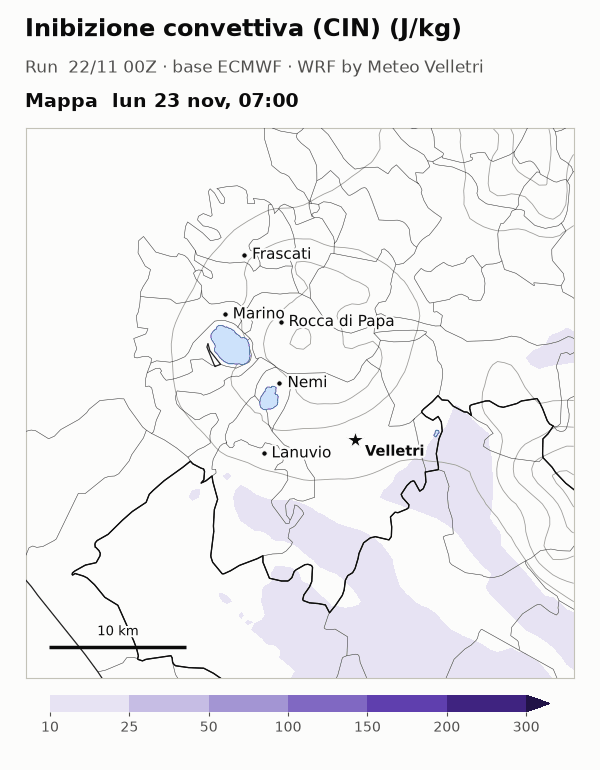 Inibizione convettiva (CIN) (J/kg)
Run  22/11 00Z · base ECMWF · WRF by Meteo Velletri
Mappa  lun 23 nov, 07:00
Frascati
Marino
Rocca di Papa
Nemi
Velletri
Lanuvio
10 km
10 25 50 100 150 200 300